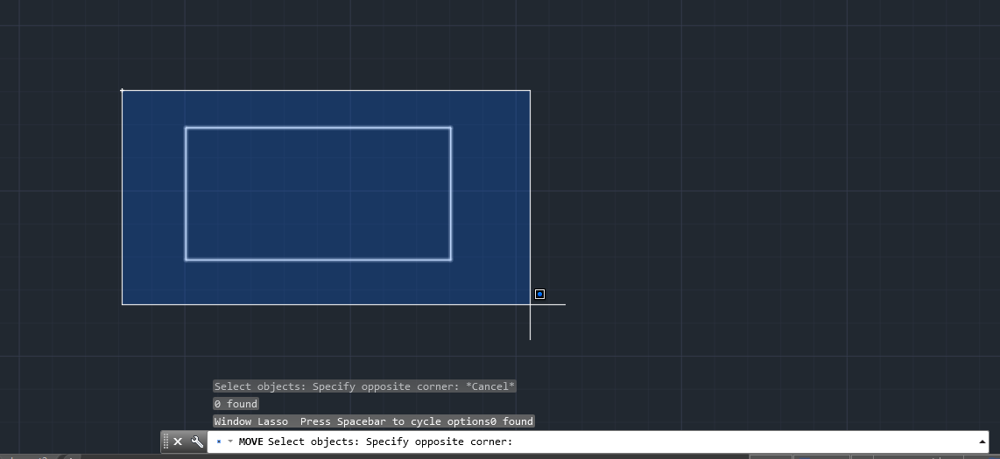 Select objects: Specify opposite corner: *Cancel*
0 found
Window Lasso  Press Spacebar to cycle options0 found
MOVE Select objects: Specify opposite corner: